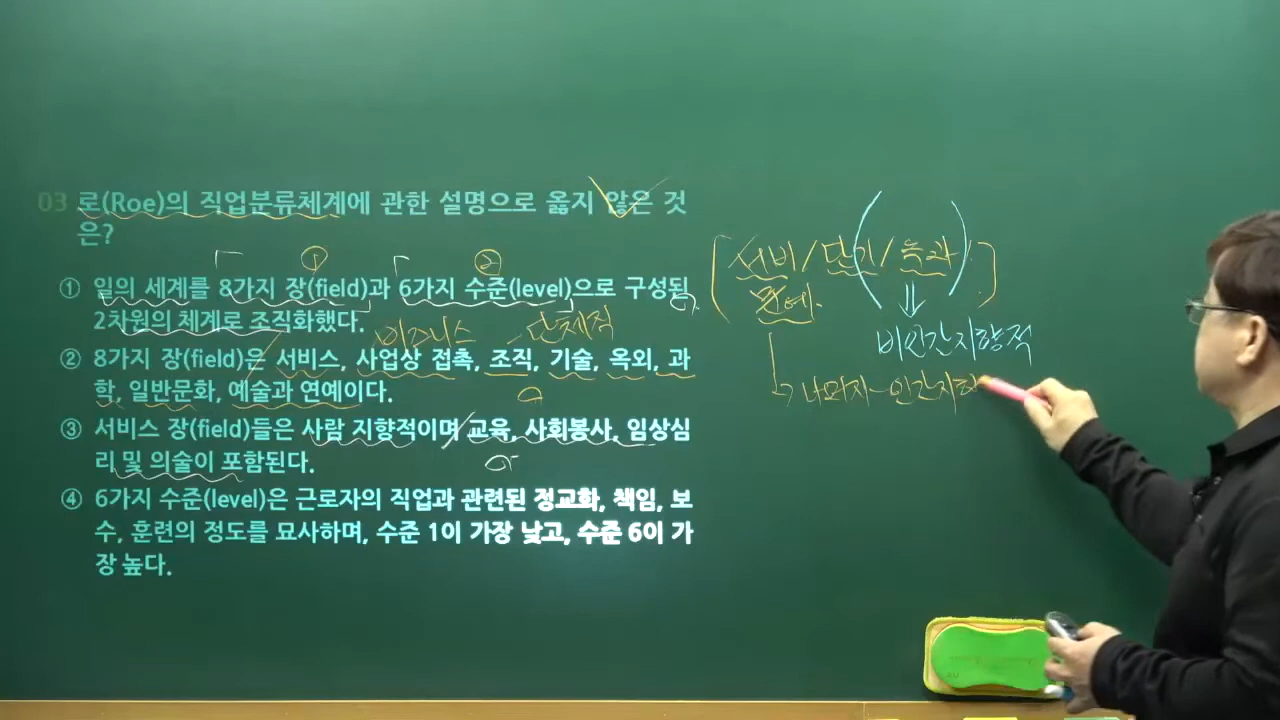 03 로(Roe)의 직업분류체계에 관한 설명으로 옳지 않은 것
은?
① ②
① 일의 세계를 8가지 장(field)과 6가지 수준(level)으로 구성된
2차원의 체계로 조직화했다.
비즈니스 단체직
② 8가지 장(field)은 서비스, 사업상 접촉, 조직, 기술, 옥외, 과
학, 일반문화, 예술과 연예이다.
③ 서비스 장(field)들은 사람 지향적이며 교육, 사회봉사, 임상심
리 및 의술이 포함된다.
④ 6가지 수준(level)은 근로자의 직업과 관련된 정교화, 책임, 보
수, 훈련의 정도를 묘사하며, 수준 1이 가장 낮고, 수준 6이 가
장 높다.
[서비/단기/옥과]
문예.
⇓
비인간지향적
나머지-인간지향